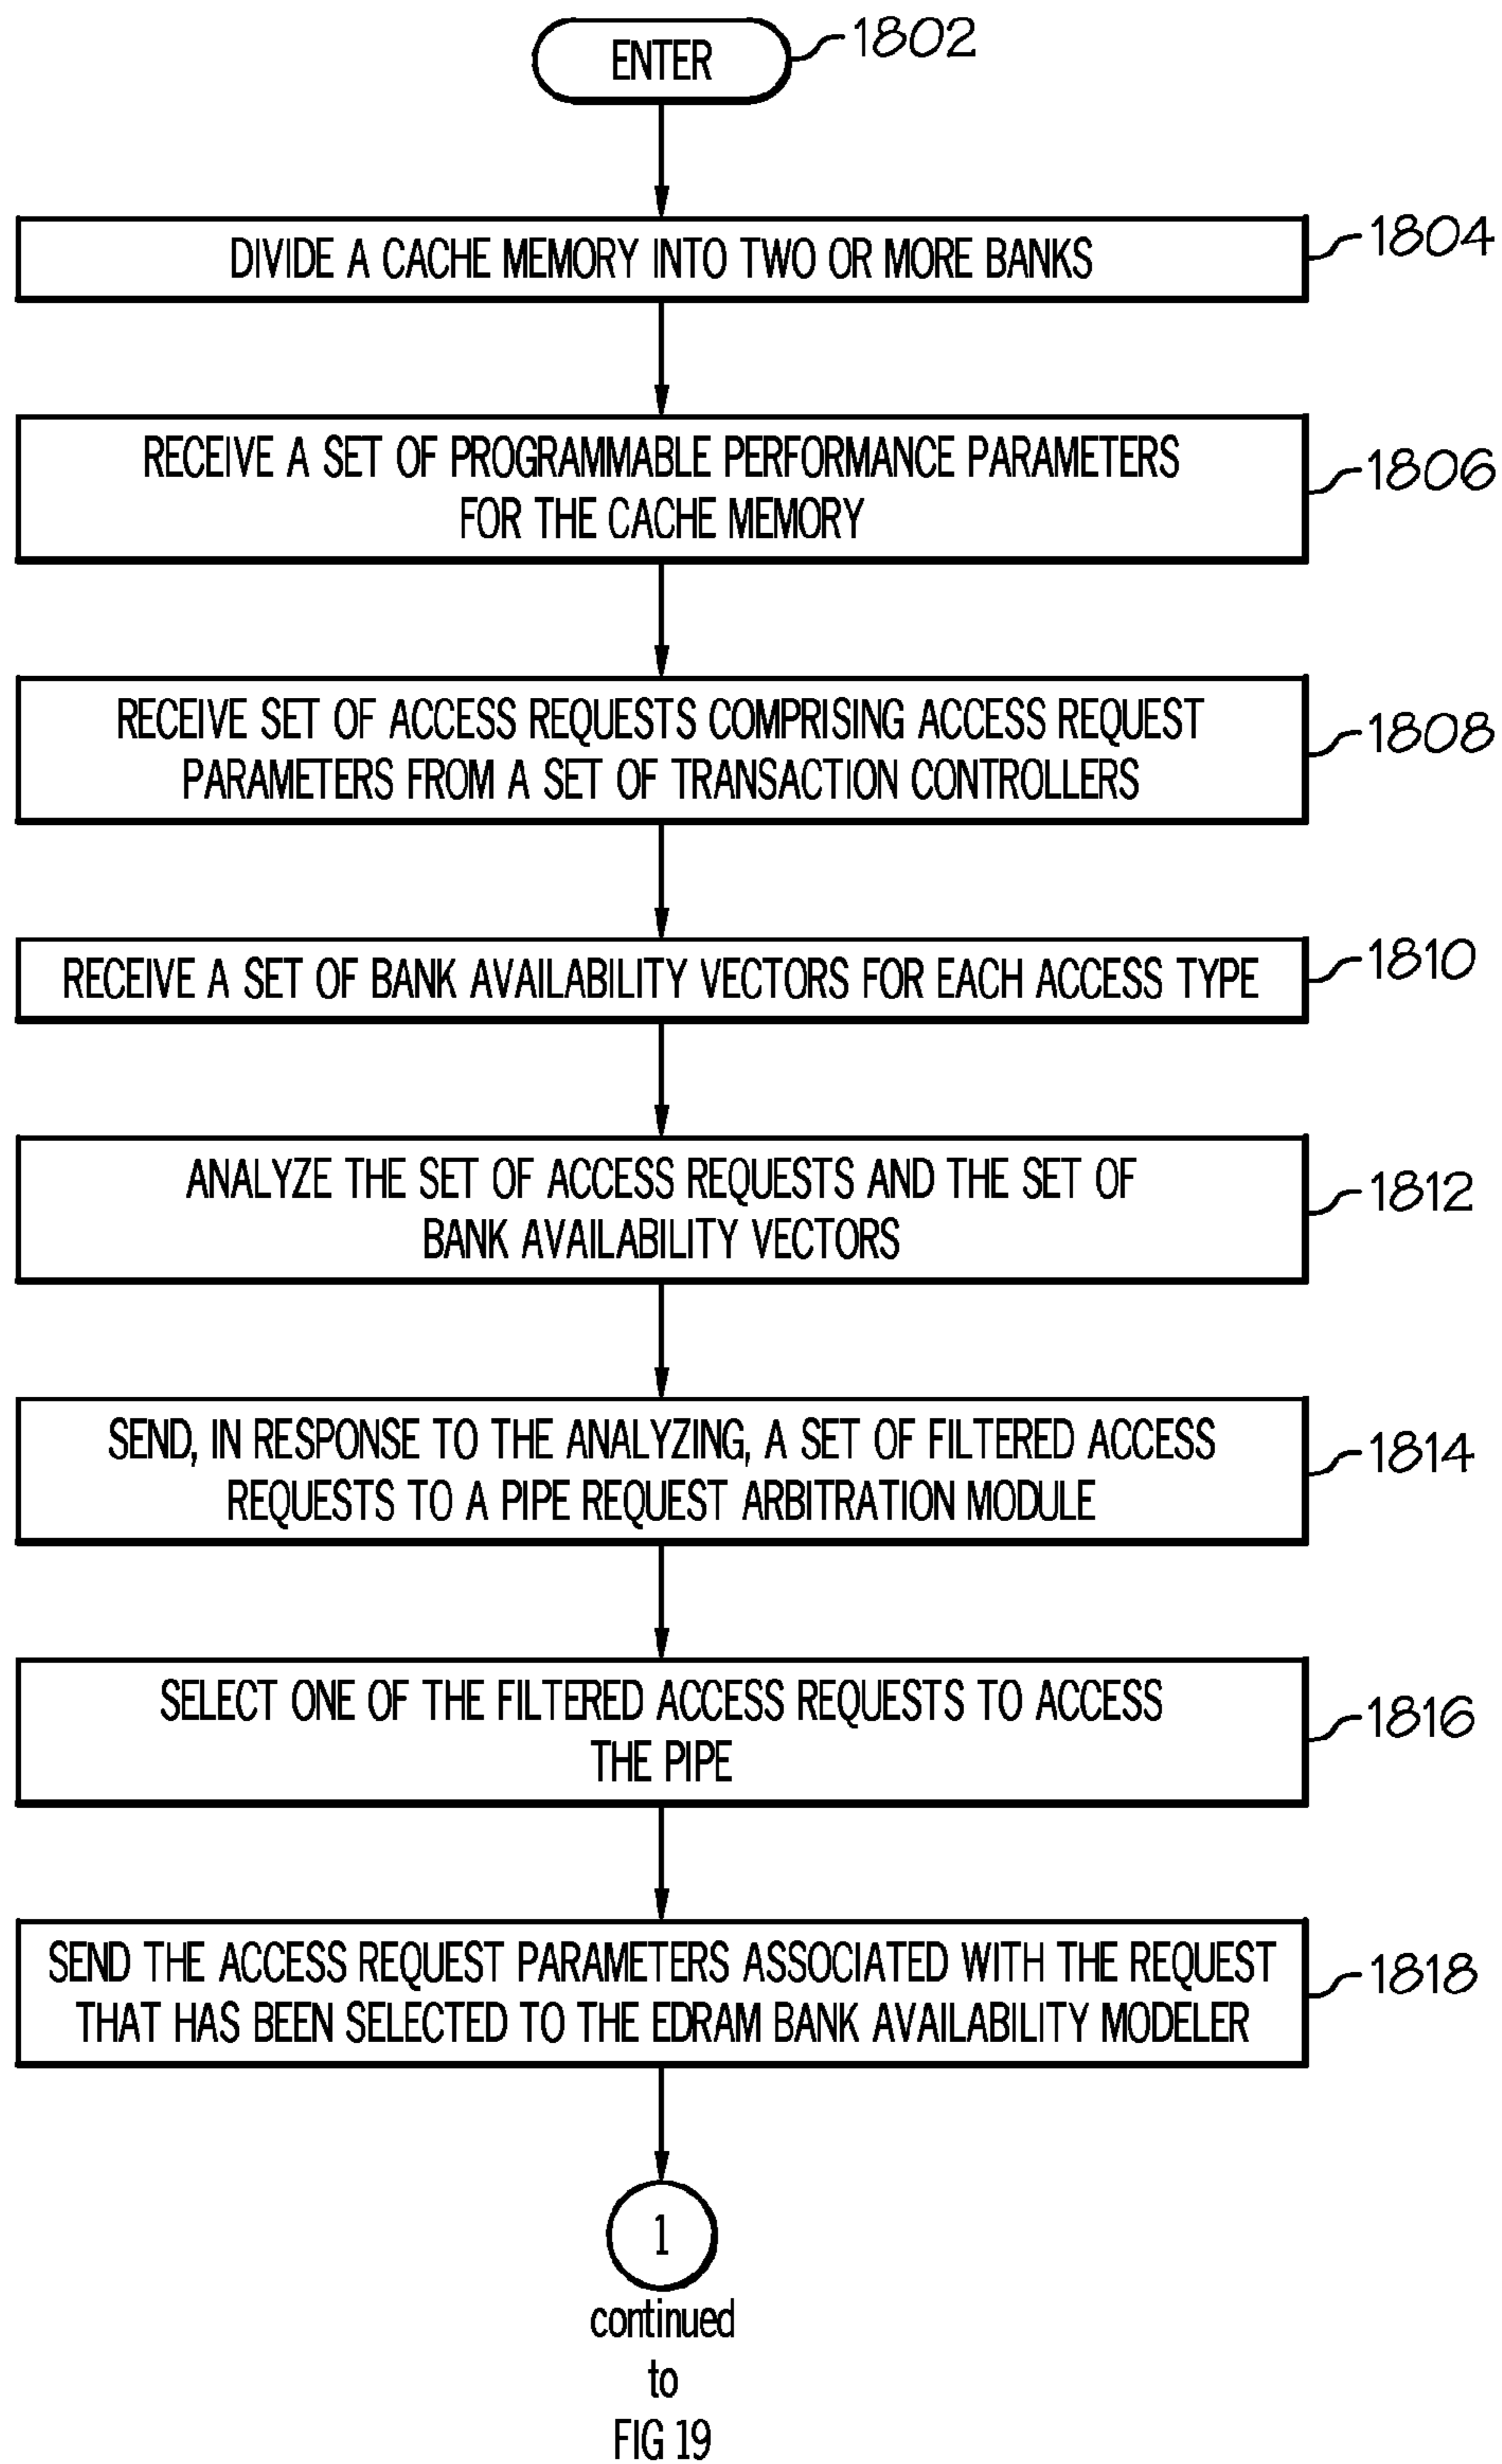 ENTER
1802
DIVIDE A CACHE MEMORY INTO TWO OR MORE BANKS
1804
RECEIVE A SET OF PROGRAMMABLE PERFORMANCE PARAMETERS
FOR THE CACHE MEMORY
1806
RECEIVE SET OF ACCESS REQUESTS COMPRISING ACCESS REQUEST
PARAMETERS FROM A SET OF TRANSACTION CONTROLLERS
1808
RECEIVE A SET OF BANK AVAILABILITY VECTORS FOR EACH ACCESS TYPE
1810
ANALYZE THE SET OF ACCESS REQUESTS AND THE SET OF
BANK AVAILABILITY VECTORS
1812
SEND, IN RESPONSE TO THE ANALYZING, A SET OF FILTERED ACCESS
REQUESTS TO A PIPE REQUEST ARBITRATION MODULE
1814
SELECT ONE OF THE FILTERED ACCESS REQUESTS TO ACCESS
THE PIPE
1816
SEND THE ACCESS REQUEST PARAMETERS ASSOCIATED WITH THE REQUEST
THAT HAS BEEN SELECTED TO THE EDRAM BANK AVAILABILITY MODELER
1818
1
continued
to
FIG 19